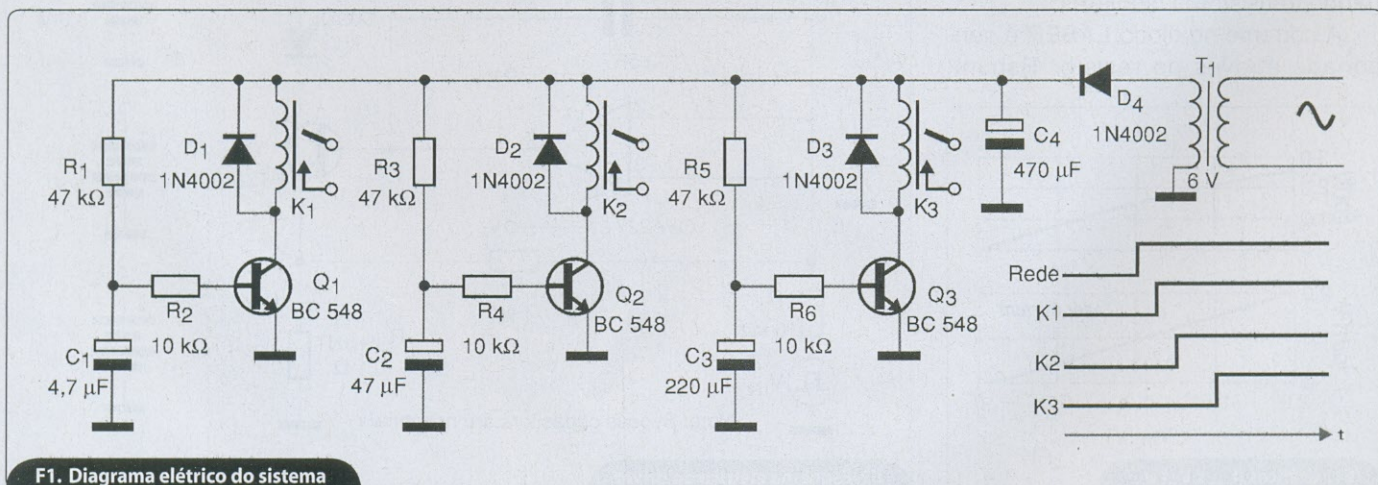 R1
47 kΩ
D1
1N4002
K1
R2
10 kΩ
Q1
BC 548
C1
4,7 µF
R3
47 kΩ
D2
1N4002
K2
R4
10 kΩ
Q2
BC 548
C2
47 µF
R5
47 kΩ
D3
1N4002
K3
R6
10 kΩ
Q3
BC 548
C3
220 µF
C4
470 µF
D4
1N4002
T1
6 V
Rede
K1
K2
K3
t
F1. Diagrama elétrico do sistema